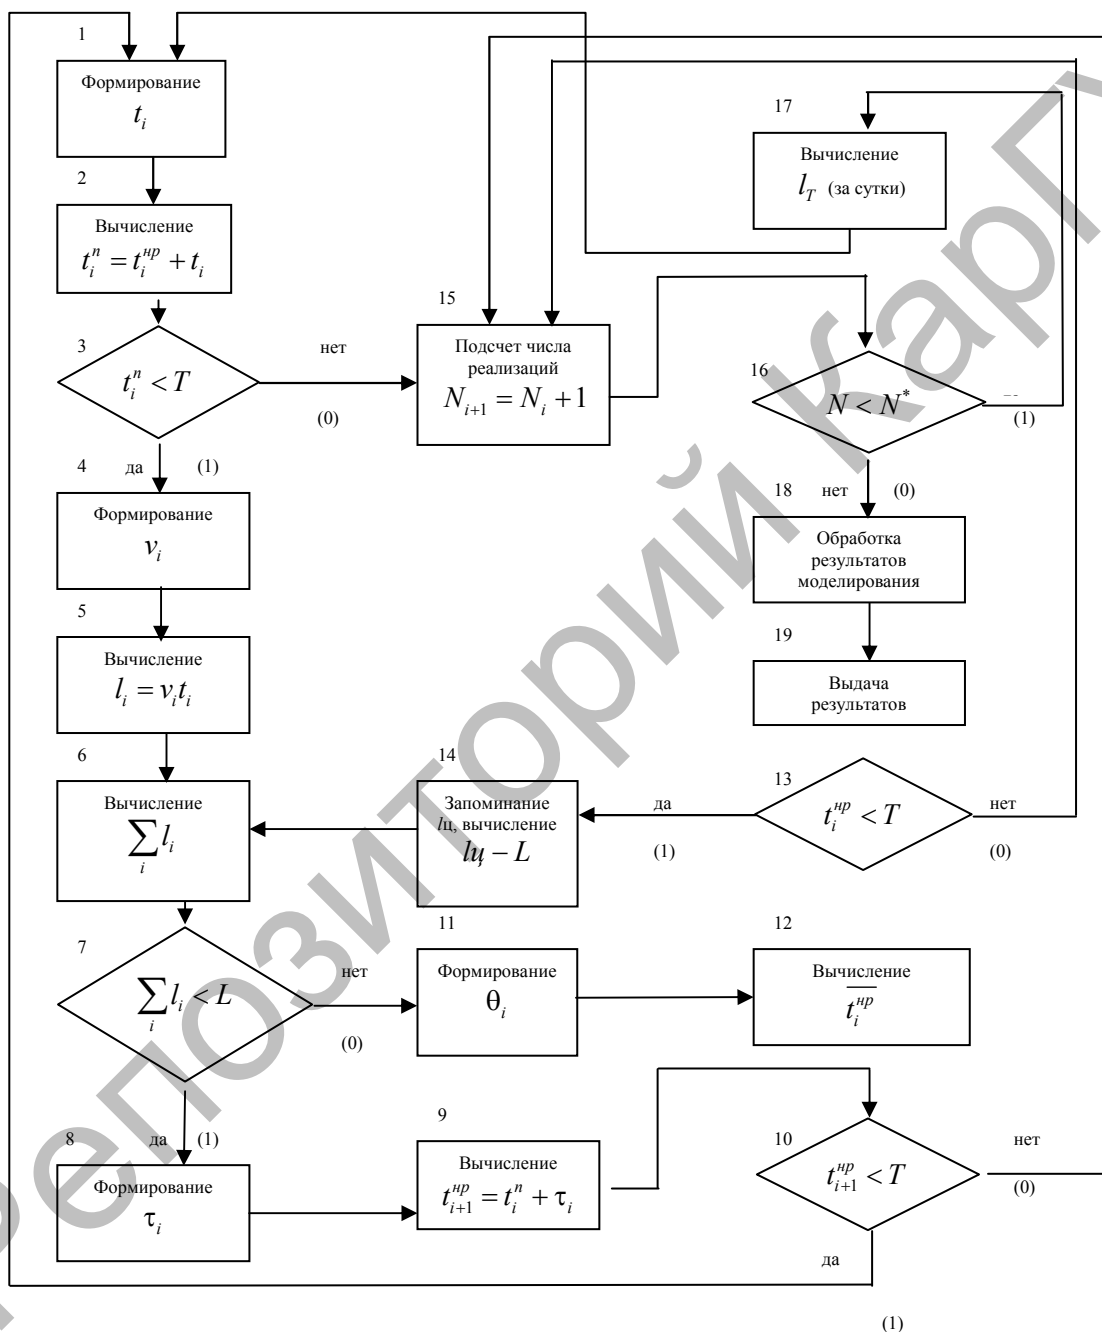 1
Формирование
t_i
2
Вычисление
t_i^п = t_i^нр + t_i
3
t_i^п < T
нет
(0)
4
да
(1)
Формирование
v_i
5
Вычисление
l_i = v_i t_i
6
Вычисление
∑_i l_i
7
∑_i l_i < L
нет
(0)
8
да
(1)
Формирование
τ_i
9
Вычисление
t_{i+1}^нр = t_i^п + τ_i
10
t_{i+1}^нр < T
нет
(0)
да
(1)
11
Формирование
θ_i
12
Вычисление
\overline{t_i^нр}
13
t_i^нр < T
да
(1)
нет
(0)
14
Запоминание
lц, вычисление
lц − L
15
Подсчет числа
реализаций
N_{i+1} = N_i + 1
16
N < N^*
(1)
17
Вычисление
l_T (за сутки)
18
нет
(0)
Обработка
результатов
моделирования
19
Выдача
результатов
Репозиторий КарГ